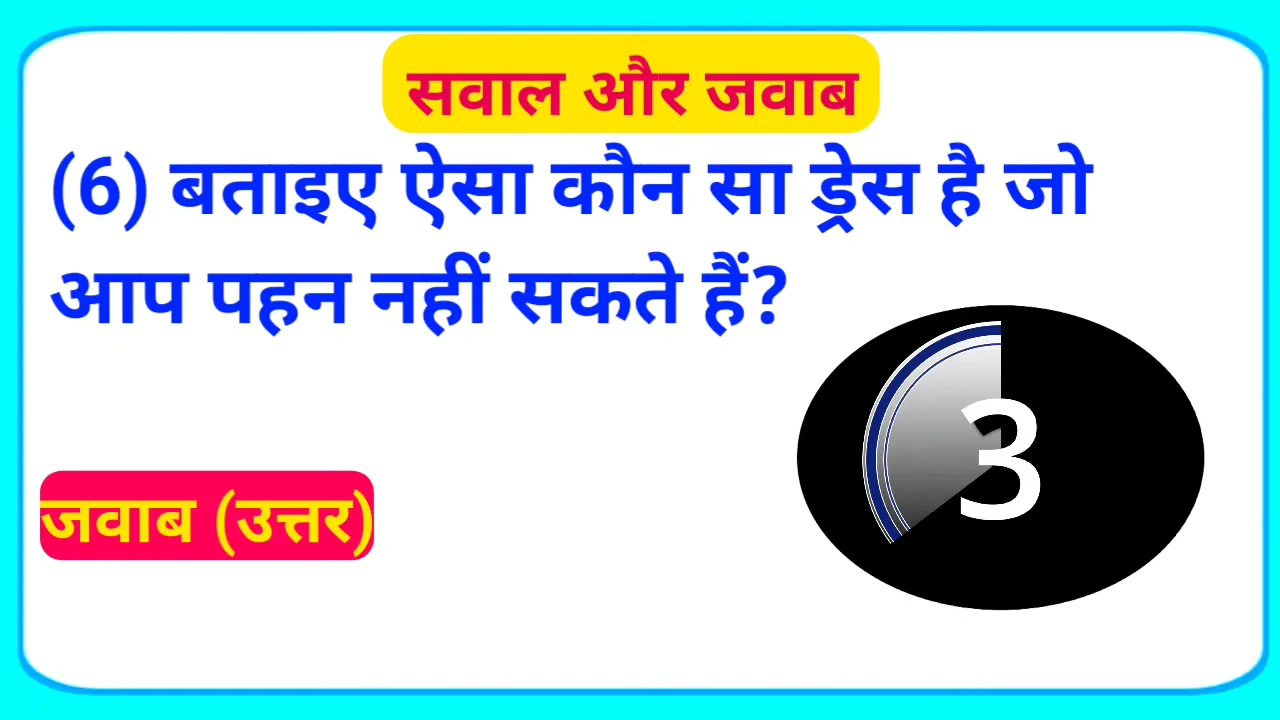 सवाल और जवाब
(6) बताइए ऐसा कौन सा ड्रेस है जो
आप पहन नहीं सकते हैं?
3
जवाब (उत्तर)